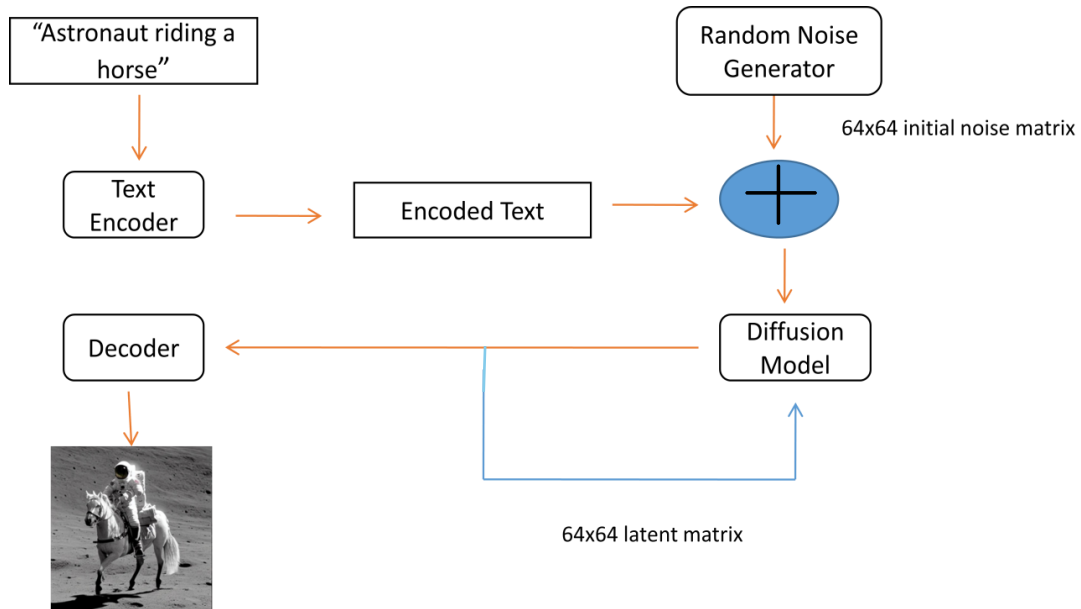 “Astronaut riding a
horse”
Random Noise
Generator
64x64 initial noise matrix
Text
Encoder
Encoded Text
Decoder
Diffusion
Model
64x64 latent matrix